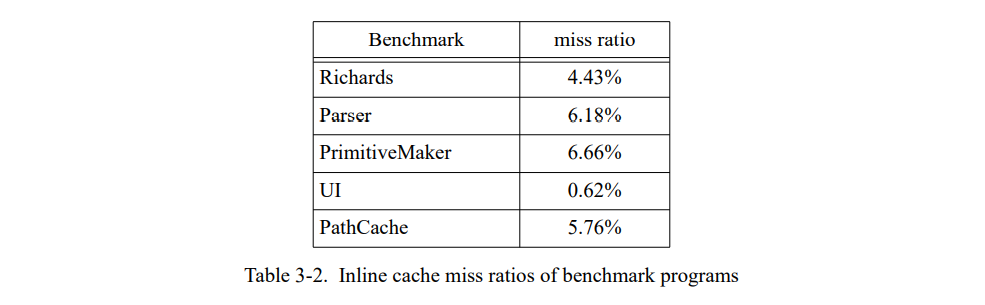 Benchmark miss ratio
Richards 4.43%
Parser 6.18%
PrimitiveMaker 6.66%
UI 0.62%
PathCache 5.76%
Table 3-2. Inline cache miss ratios of benchmark programs